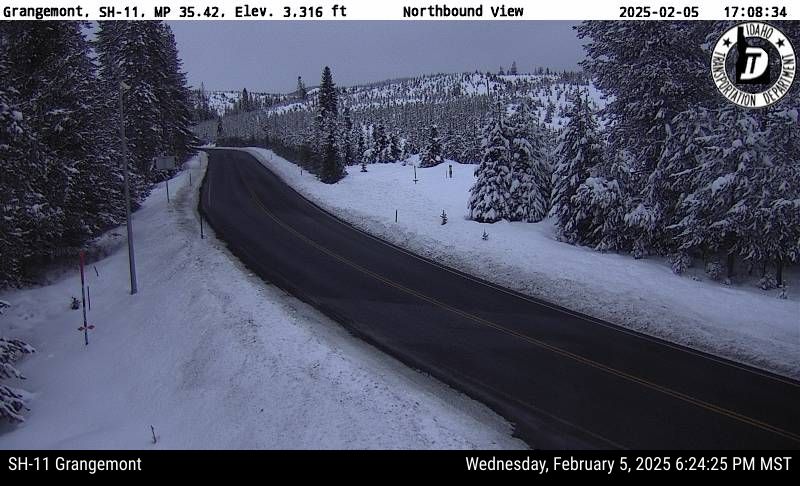 Grangemont, SH-11, MP 35.42, Elev. 3,316 ft Northbound View 2025-02-05 17:08:34
IDAHO
TRANSPORTATION DEPARTMENT
SH-11 Grangemont Wednesday, February 5, 2025 6:24:25 PM MST